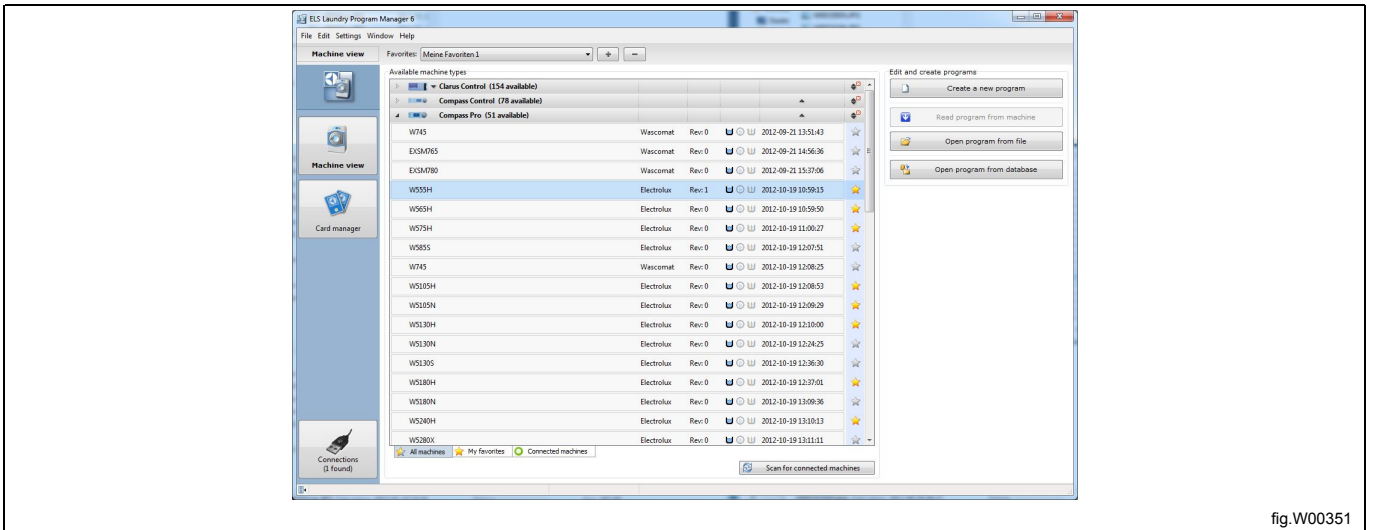 ELS Laundry Program Manager 6
File Edit Settings Window Help
Machine view
Favorites: Meine Favoriten 1
+ −
Available machine types
Clarus Control (154 available)
Compass Control (78 available)
Compass Pro (51 available)
W745 Wascomat Rev: 0 2012-09-21 13:51:43
EXSM765 Wascomat Rev: 0 2012-09-21 14:56:36
EXSM780 Wascomat Rev: 0 2012-09-21 15:37:06
W555H Electrolux Rev: 1 2012-10-19 10:59:15
W565H Electrolux Rev: 0 2012-10-19 10:59:50
W575H Electrolux Rev: 0 2012-10-19 11:00:27
W585S Electrolux Rev: 0 2012-10-19 12:07:51
W745 Wascomat Rev: 0 2012-10-19 12:08:25
W5105H Electrolux Rev: 0 2012-10-19 12:08:53
W5105N Electrolux Rev: 0 2012-10-19 12:09:29
W5130H Electrolux Rev: 0 2012-10-19 12:10:00
W5130N Electrolux Rev: 0 2012-10-19 12:24:25
W5130S Electrolux Rev: 0 2012-10-19 12:36:30
W5180H Electrolux Rev: 0 2012-10-19 12:37:01
W5180N Electrolux Rev: 0 2012-10-19 13:09:36
W5240H Electrolux Rev: 0 2012-10-19 13:10:13
W5280X Electrolux Rev: 0 2012-10-19 13:11:11
All machines My favorites Connected machines
Scan for connected machines
Edit and create programs
Create a new program
Read program from machine
Open program from file
Open program from database
Machine view
Card manager
Connections
(1 found)
fig.W00351